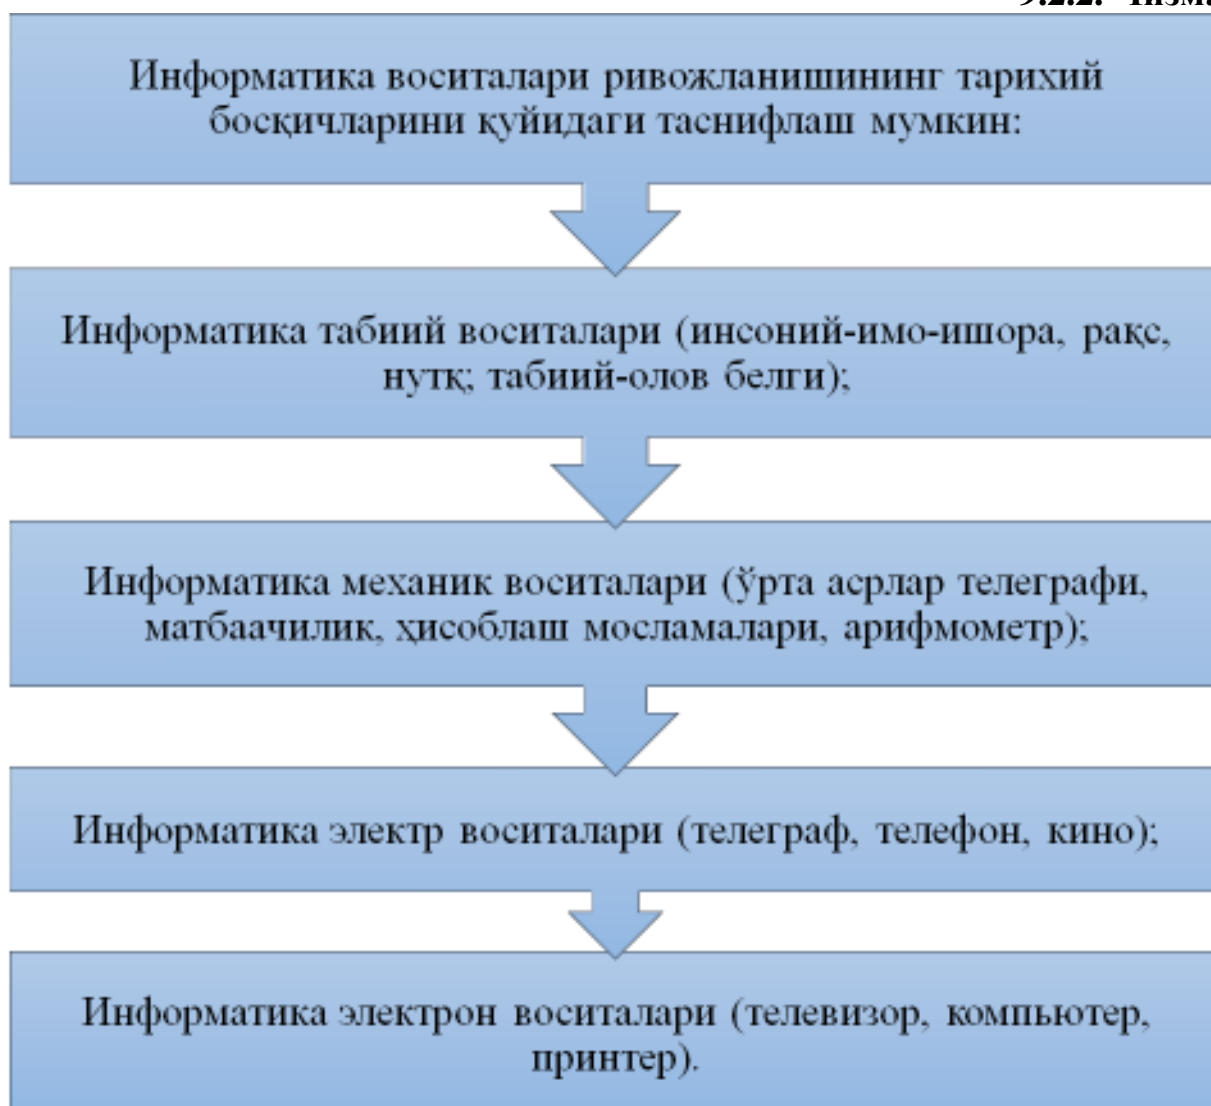 Информатика воситалари ривожланишининг тарихий
босқичларини қуйидаги таснифлаш мумкин:
Информатика табиий воситалари (инсоний-имо-ишора, рақс,
нутқ; табиий-олов белги);
Информатика механик воситалари (ўрта асрлар телеграфи,
матбаачилик, ҳисоблаш мосламалари, арифмометр);
Информатика электр воситалари (телеграф, телефон, кино);
Информатика электрон воситалари (телевизор, компьютер,
принтер).